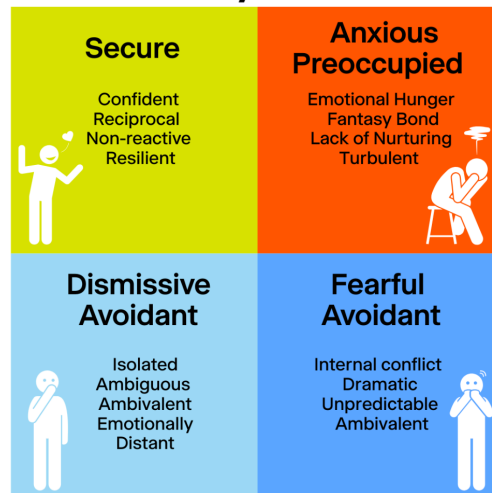 Secure
Confident
Reciprocal
Non-reactive
Resilient
Anxious
Preoccupied
Emotional Hunger
Fantasy Bond
Lack of Nurturing
Turbulent
Dismissive
Avoidant
Isolated
Ambiguous
Ambivalent
Emotionally
Distant
Fearful
Avoidant
Internal conflict
Dramatic
Unpredictable
Ambivalent